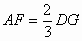 AF = 2/3 DG